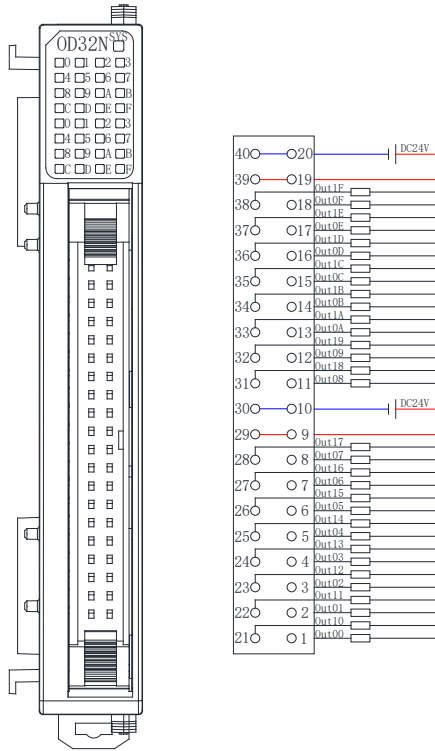 OD32N SYS
0 1 2 3
4 5 6 7
8 9 A B
C D E F
0 1 2 3
4 5 6 7
8 9 A B
C D E F
40 20 DC24V
39 19
Out1F
38 18 Out0F
Out1E
37 17 Out0E
Out1D
36 16 Out0D
Out1C
35 15 Out0C
Out1B
34 14 Out0B
Out1A
33 13 Out0A
Out19
32 12 Out09
Out18
31 11 Out08
30 10 DC24V
29 9
Out17
28 8 Out07
Out16
27 7 Out06
Out15
26 6 Out05
Out14
25 5 Out04
Out13
24 4 Out03
Out12
23 3 Out02
Out11
22 2 Out01
Out10
21 1 Out00